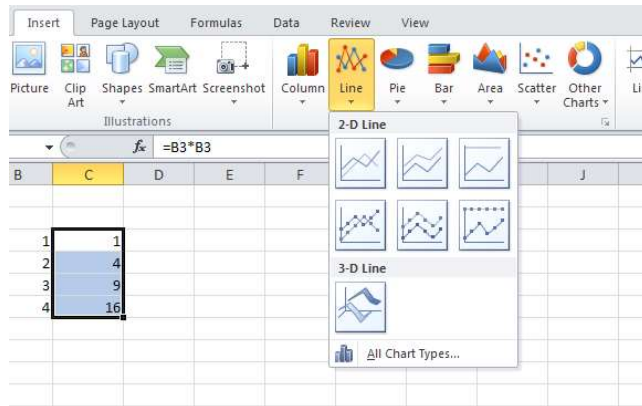 Insert Page Layout Formulas Data Review View
Picture Clip Art Shapes SmartArt Screenshot Column Line Pie Bar Area Scatter Other Charts
Illustrations
fx =B3*B3
2-D Line
B C D E F J
1 1
2 4
3 9
4 16
3-D Line
All Chart Types...